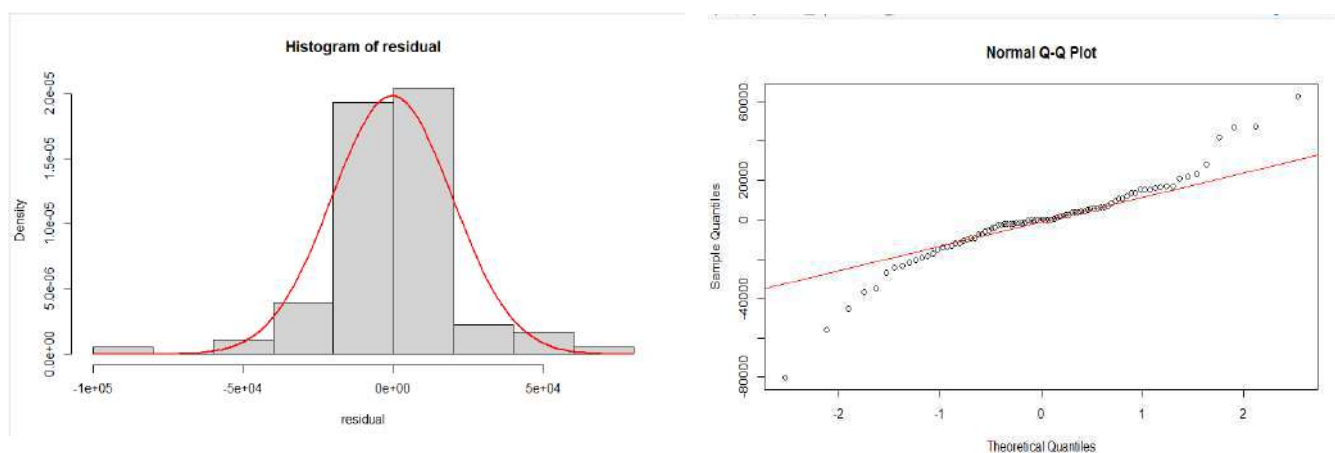 Histogram of residual
Density
2.0e-05
1.5e-05
1.0e-05
5.0e-06
0.0e+00
-1e+05
-5e+04
0e+00
5e+04
residual
Normal Q-Q Plot
Sample Quantiles
60000
20000
0
-40000
-80000
-2
-1
0
1
2
Theoretical Quantiles